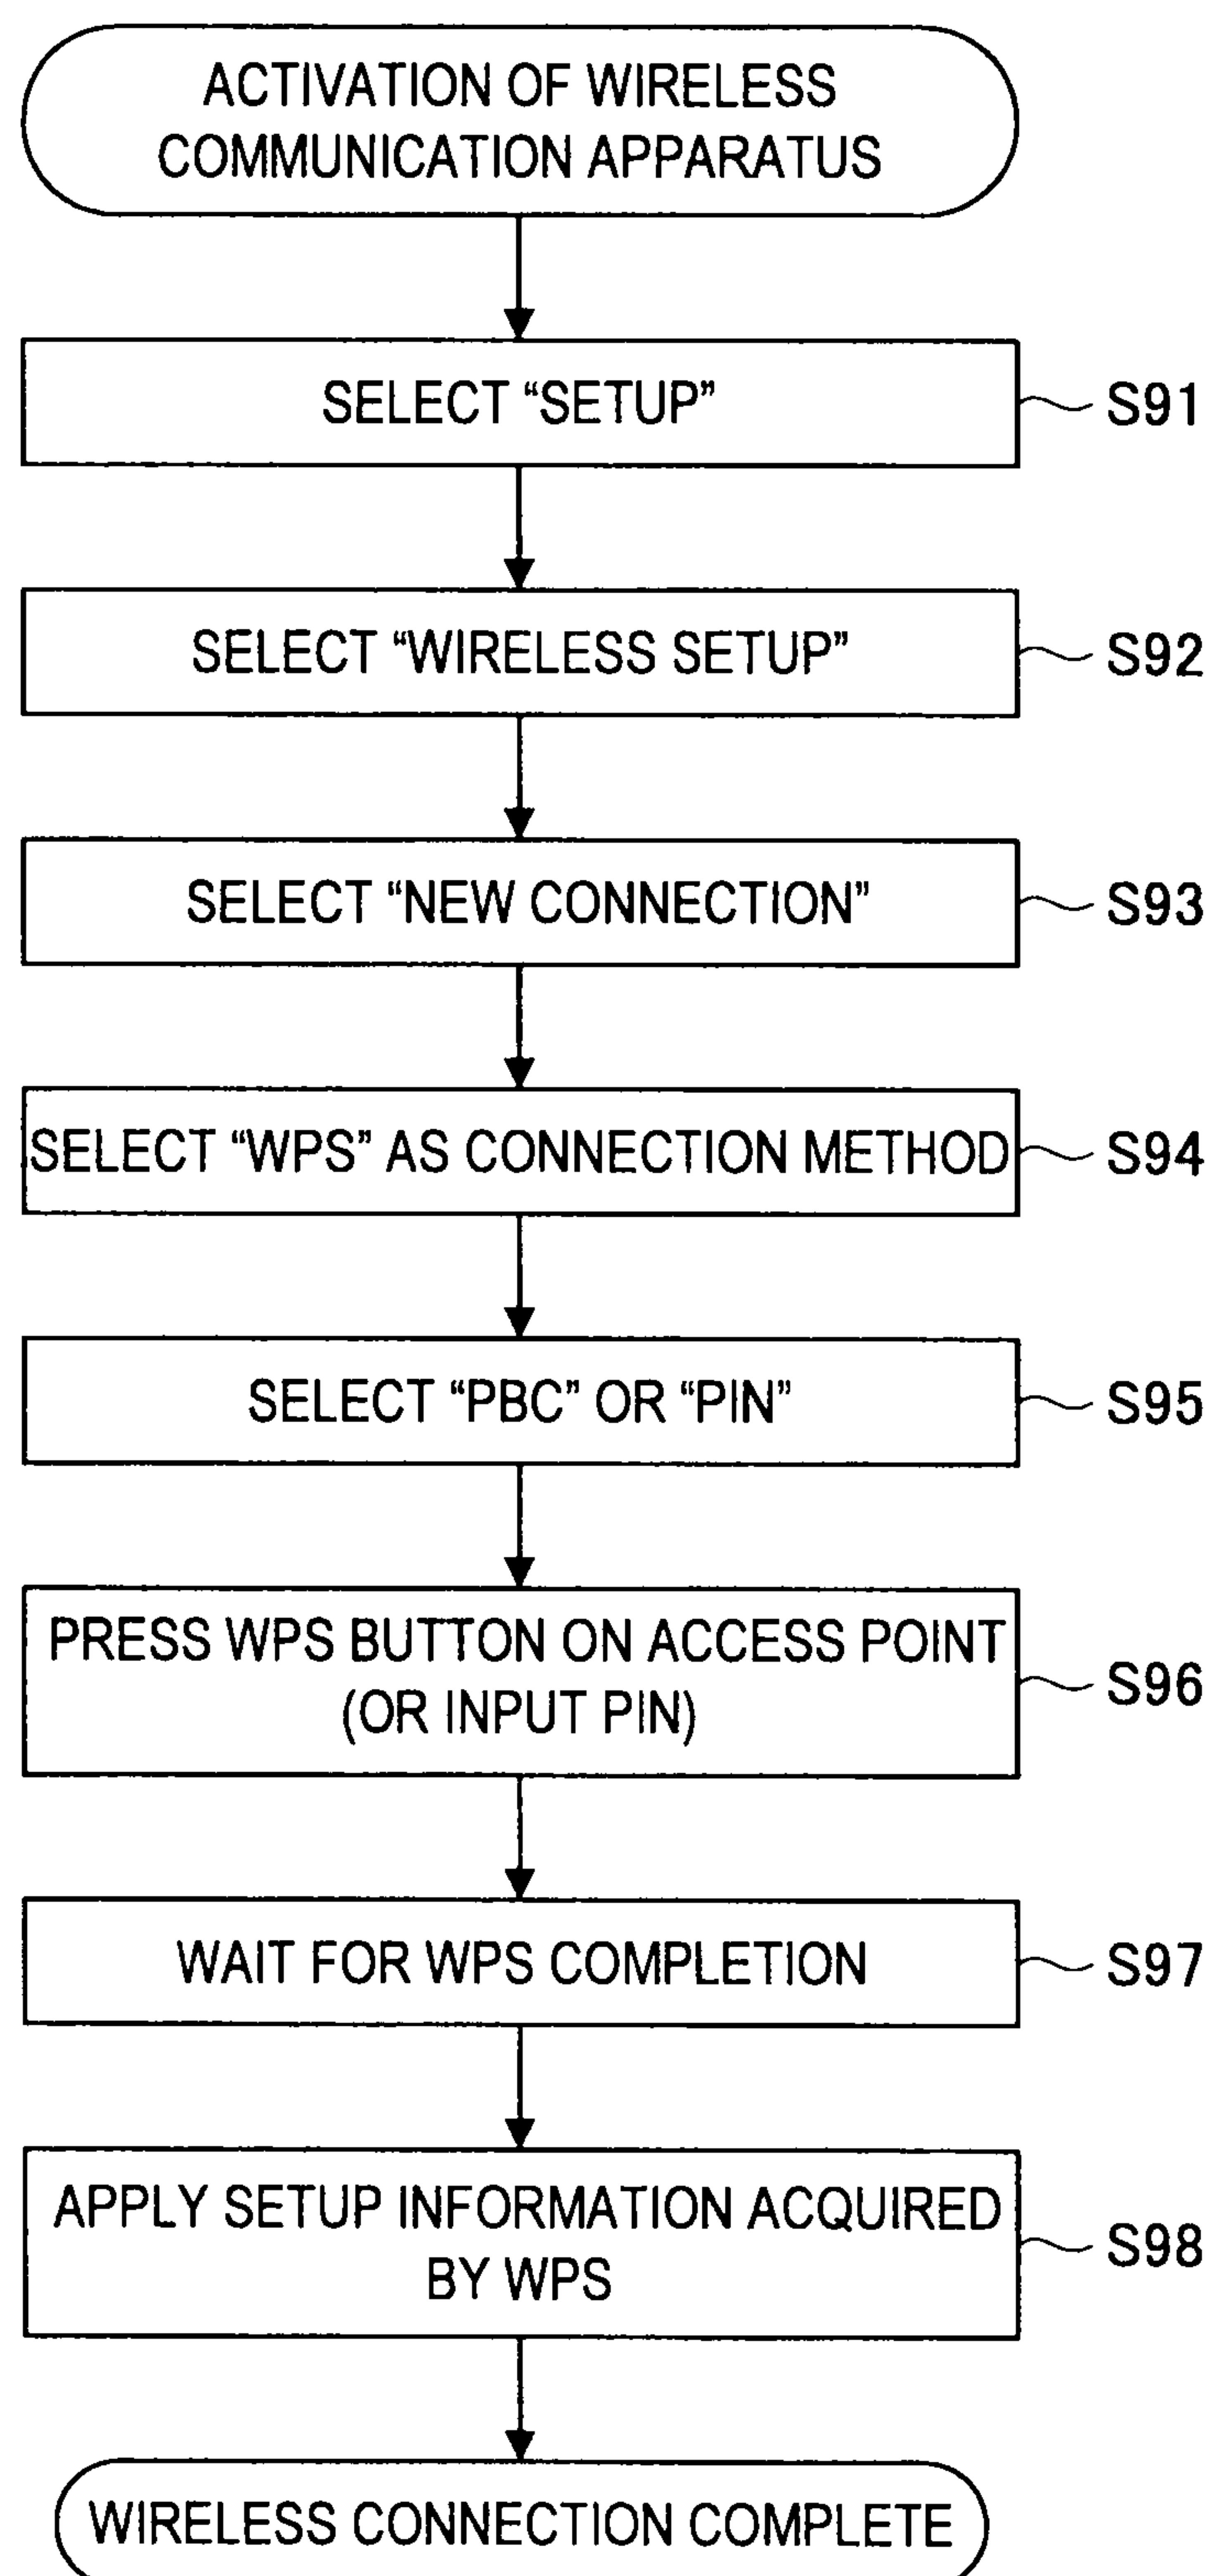 ACTIVATION OF WIRELESS
COMMUNICATION APPARATUS
SELECT “SETUP”
S91
SELECT “WIRELESS SETUP”
S92
SELECT “NEW CONNECTION”
S93
SELECT “WPS” AS CONNECTION METHOD
S94
SELECT “PBC” OR “PIN”
S95
PRESS WPS BUTTON ON ACCESS POINT
(OR INPUT PIN)
S96
WAIT FOR WPS COMPLETION
S97
APPLY SETUP INFORMATION ACQUIRED
BY WPS
S98
WIRELESS CONNECTION COMPLETE